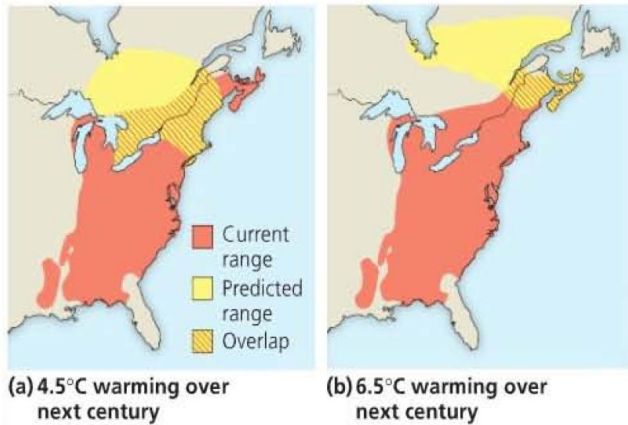 Current
range
Predicted
range
Overlap
(a) 4.5°C warming over
next century
(b) 6.5°C warming over
next century